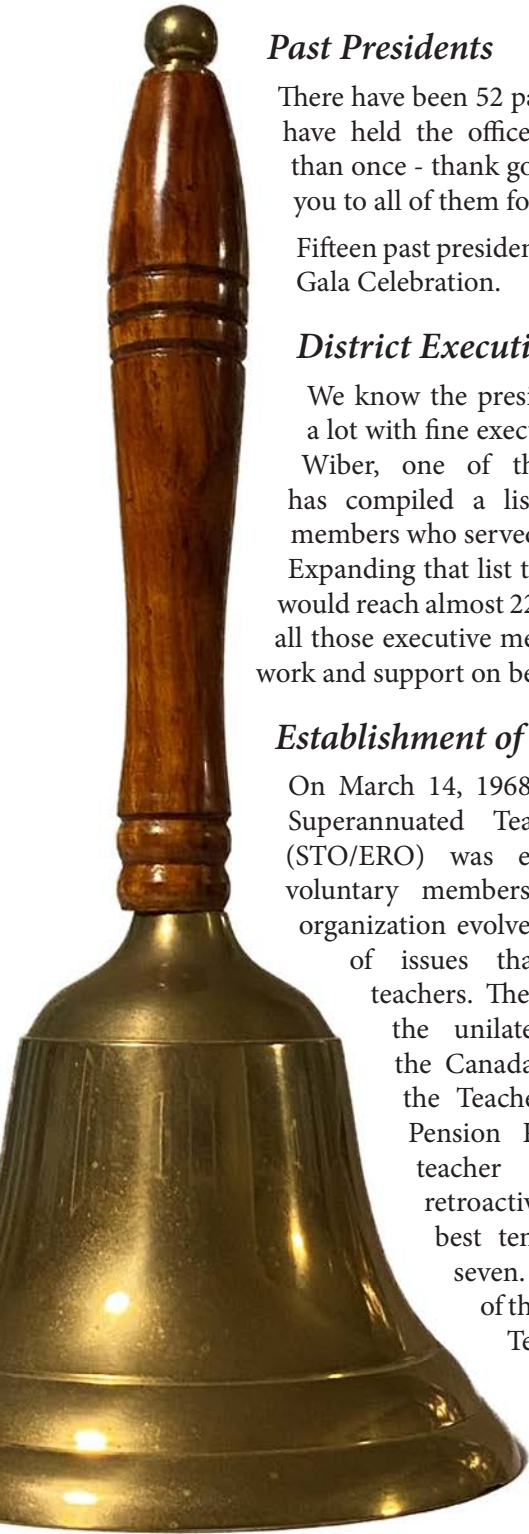 Past Presidents
There have been 52 pa
have held the office
than once - thank go
you to all of them fo
Fifteen past presiden
Gala Celebration.
District Executi
We know the presi
a lot with fine exec
Wiber, one of th
has compiled a lis
members who served
Expanding that list t
would reach almost 22
all those executive me
work and support on be
Establishment of
On March 14, 1968
Superannuated Tea
(STO/ERO) was e
voluntary members
organization evolve
of issues tha
teachers. The
the unilate
the Canada
the Teache
Pension P
teacher
retroactiv
best ten
seven.
of th
Te